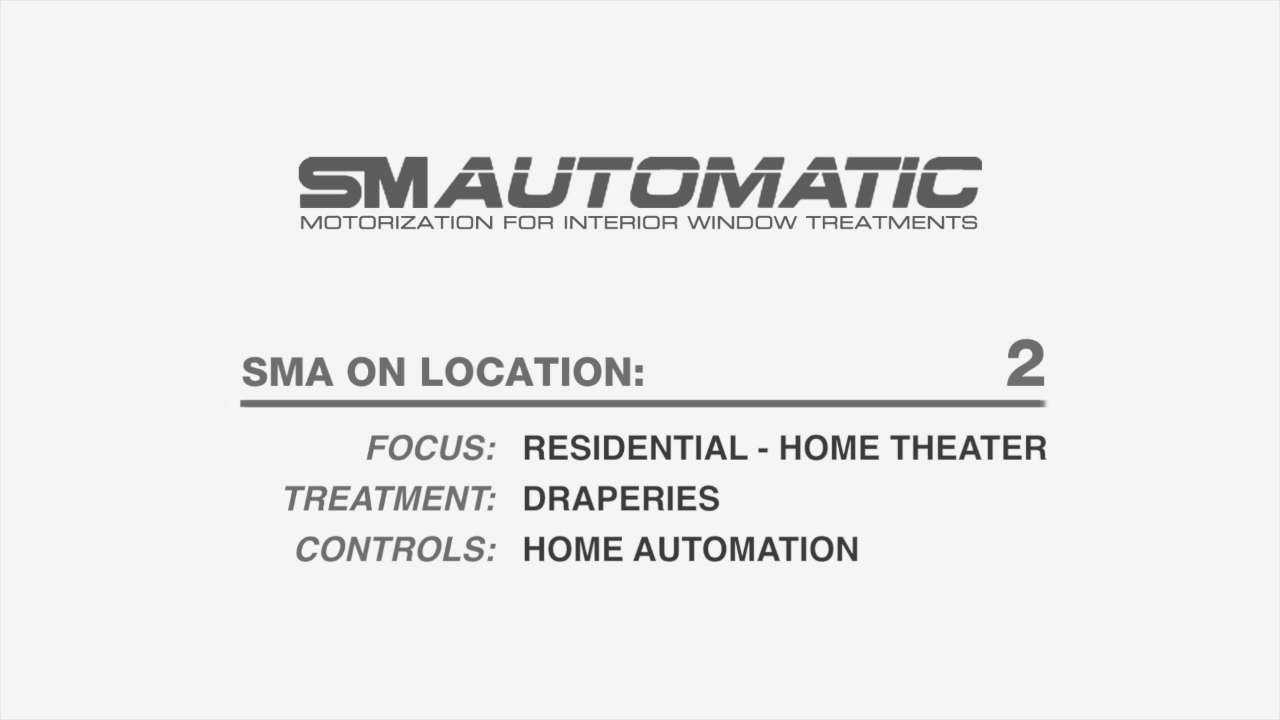 SMAUTOMATIC
MOTORIZATION FOR INTERIOR WINDOW TREATMENTS
SMA ON LOCATION: 2
FOCUS: RESIDENTIAL - HOME THEATER
TREATMENT: DRAPERIES
CONTROLS: HOME AUTOMATION